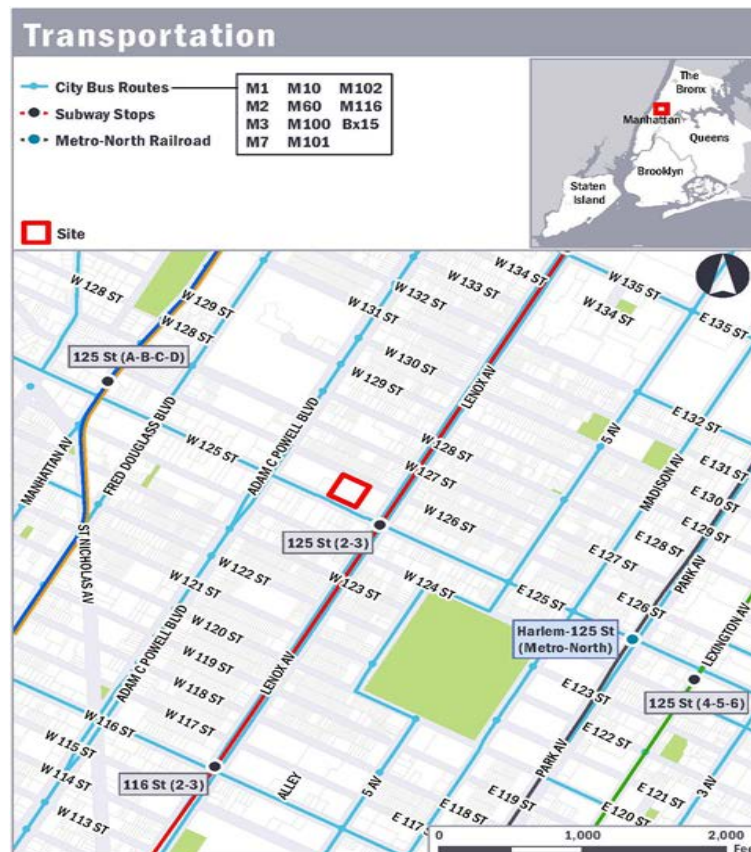 Transportation
City Bus Routes
Subway Stops
Metro-North Railroad
M1 M10 M102
M2 M60 M116
M3 M100 Bx15
M7 M101
Site
The
Bronx
Manhattan
Queens
Brooklyn
Staten
Island
W 128 ST
W 129 ST
W 128 ST
W 131 ST
W 132 ST
W 133 ST
W 134 ST
W 135 ST
W 134 ST
E 135 ST
125 St (A-B-C-D)
W 130 ST
W 129 ST
LENOX AV
MANHATTAN AV
FRED DOUGLASS BLVD
W 125 ST
ADAM C POWELL BLVD
W 128 ST
W 127 ST
W 126 ST
5 AV
MADISON AV
E 132 ST
E 131 ST
E 130 ST
E 129 ST
E 128 ST
E 127 ST
E 126 ST
PARK AV
ST NICHOLAS AV
125 St (2-3)
W 121 ST
W 122 ST
W 123 ST
W 124 ST
E 125 ST
LEXINGTON AV
Harlem-125 St
(Metro-North)
ADAM C POWELL BLVD
W 120 ST
W 119 ST
W 118 ST
W 117 ST
LENOX AV
E 123 ST
125 St (4-5-6)
W 116 ST
W 115 ST
W 114 ST
W 113 ST
116 St (2-3)
ALLEY
5 AV
E 122 ST
PARK AV
E 121 ST
E 120 ST
3 AV
E 119 ST
E 118 ST
E 117
0 1,000 2,000
Fee